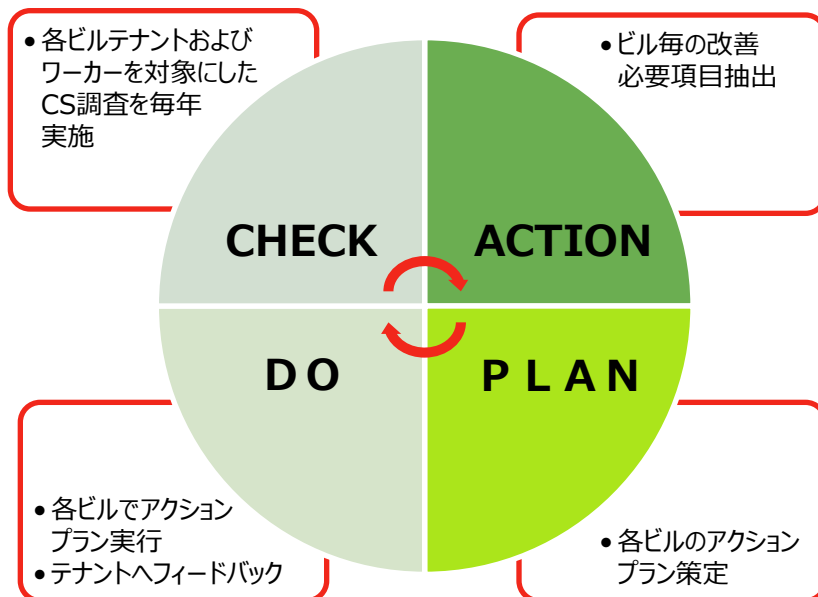 • 各ビルテナントおよび
ワーカーを対象にした
CS調査を毎年
実施
• ビル毎の改善
必要項目抽出
CHECK
ACTION
DO
PLAN
• 各ビルでアクション
プラン実行
• テナントへフィードバック
• 各ビルのアクション
プラン策定